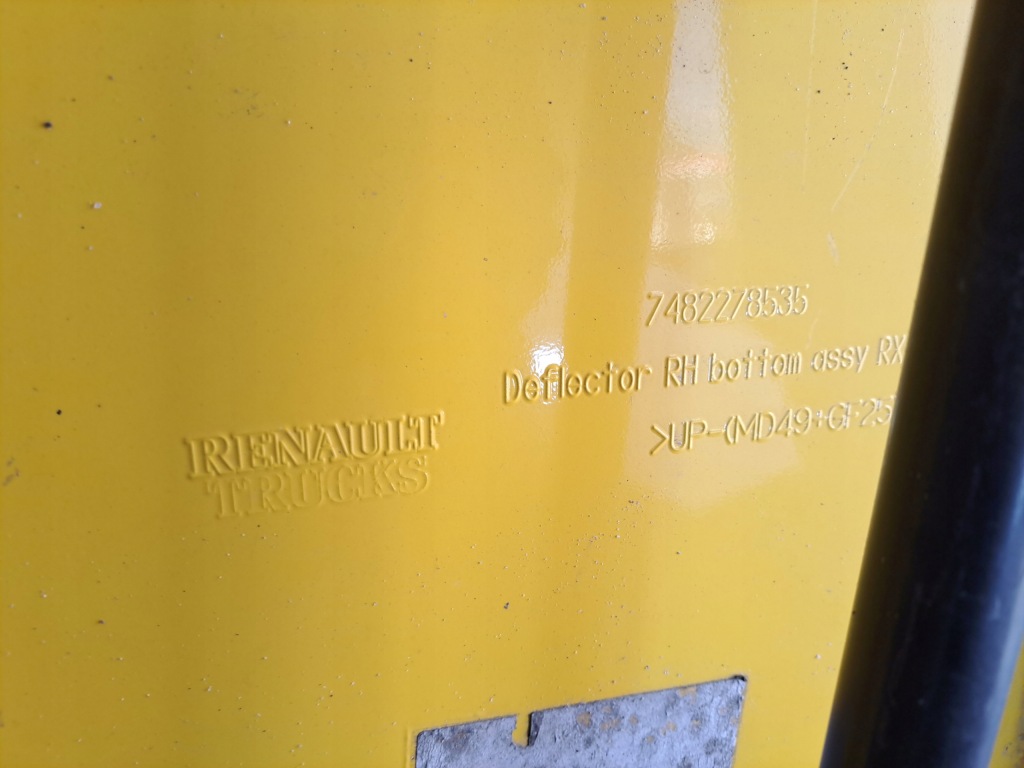 7482278535
Deflector RH bottom assy RX
>UP-(MD49+GF25
RENAULT
TRUCKS